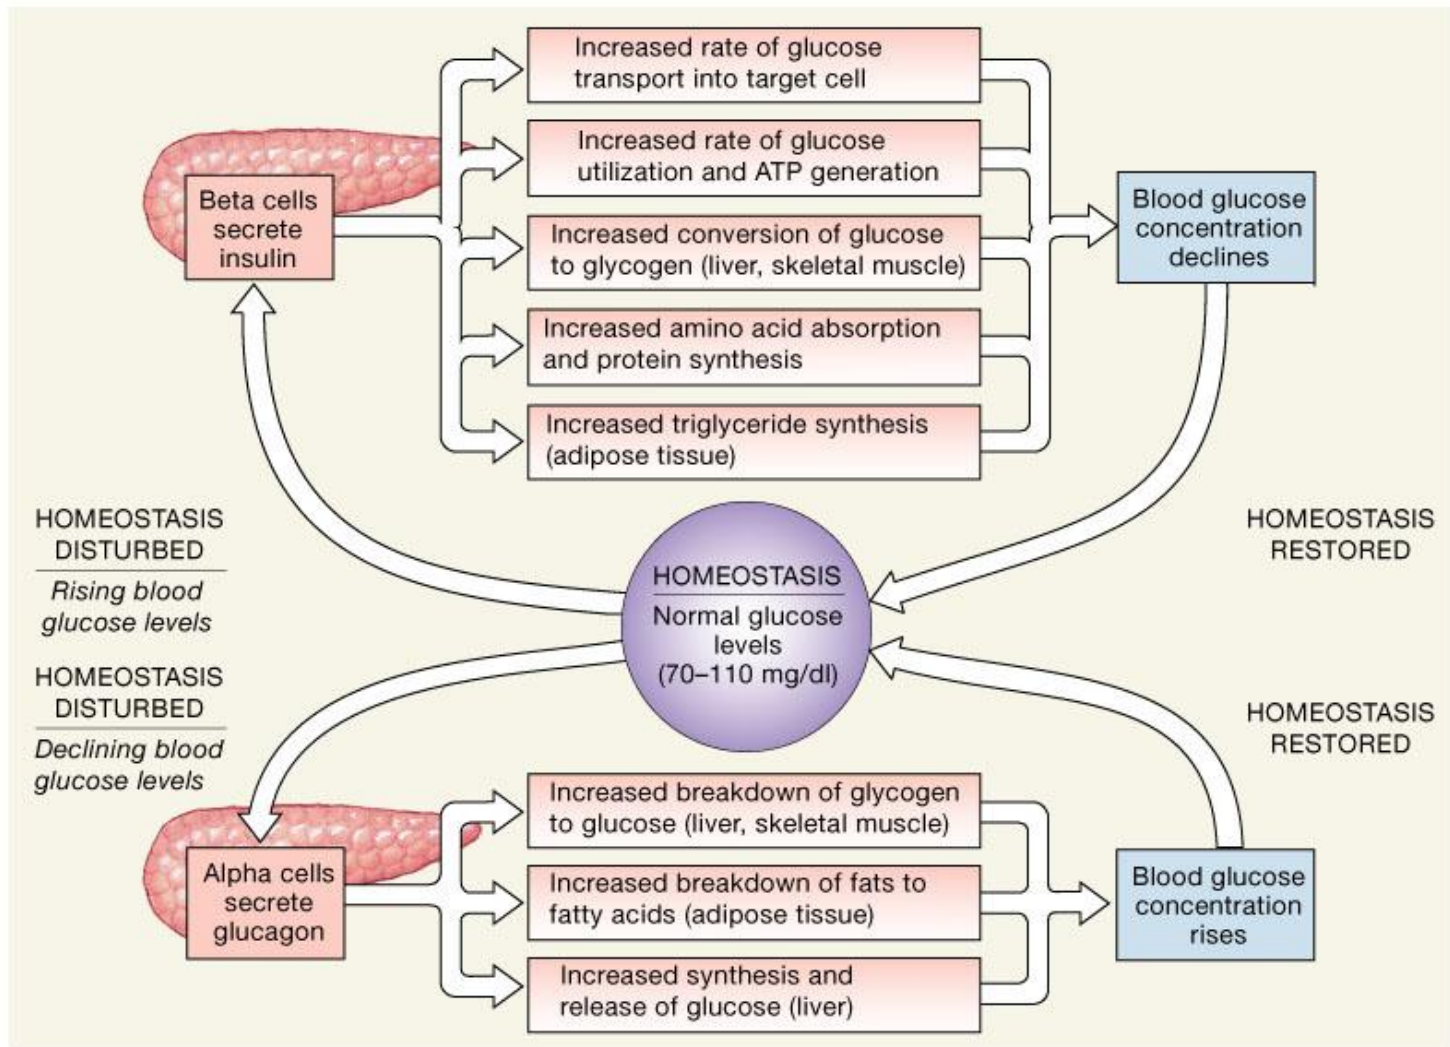 Increased rate of glucose
transport into target cell
Increased rate of glucose
utilization and ATP generation
Beta cells
secrete
insulin
Increased conversion of glucose
to glycogen (liver, skeletal muscle)
Blood glucose
concentration
declines
Increased amino acid absorption
and protein synthesis
Increased triglyceride synthesis
(adipose tissue)
HOMEOSTASIS
DISTURBED
Rising blood
glucose levels
HOMEOSTASIS
Normal glucose
levels
(70–110 mg/dl)
HOMEOSTASIS
RESTORED
HOMEOSTASIS
DISTURBED
Declining blood
glucose levels
HOMEOSTASIS
RESTORED
Increased breakdown of glycogen
to glucose (liver, skeletal muscle)
Alpha cells
secrete
glucagon
Increased breakdown of fats to
fatty acids (adipose tissue)
Blood glucose
concentration
rises
Increased synthesis and
release of glucose (liver)